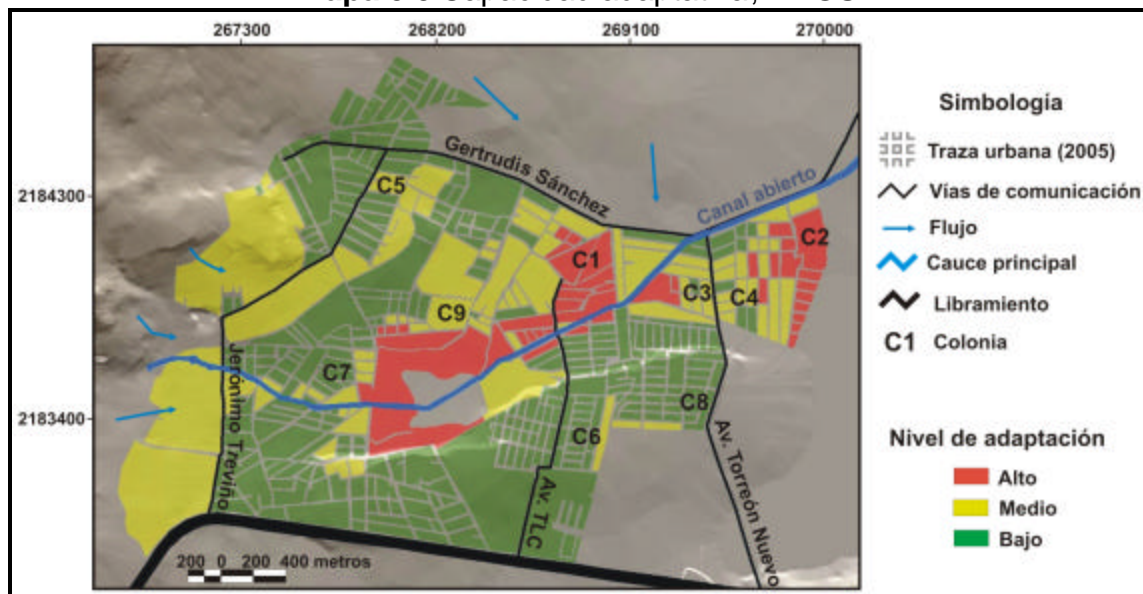 267300 268200 269100 270000
2184300
2183400
Gertrudis Sánchez
Canal abierto
C5
C1
C2
C3
C4
C9
C7
C8
C6
Jerónimo Treviño
Av. TLC
Av. Torreón Nuevo
200 0 200 400 metros
Simbología
Traza urbana (2005)
Vías de comunicación
Flujo
Cauce principal
Libramiento
C1 Colonia
Nivel de adaptación
Alto
Medio
Bajo